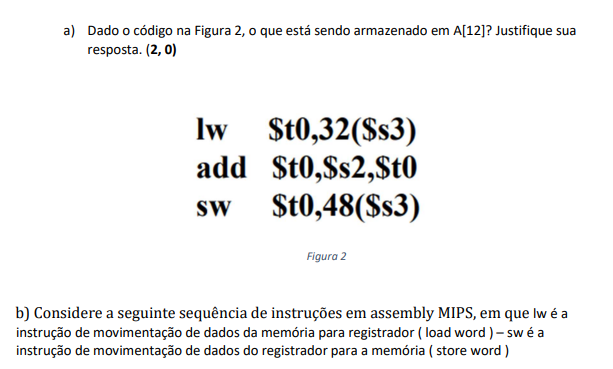 a) Dado o código na Figura 2, o que está sendo armazenado em A[12]? Justifique sua
resposta. (2, 0)
lw $t0,32($s3)
add $t0,$s2,$t0
sw $t0,48($s3)
Figura 2
b) Considere a seguinte sequência de instruções em assembly MIPS, em que lw é a
instrução de movimentação de dados da memória para registrador ( load word ) – sw é a
instrução de movimentação de dados do registrador para a memória ( store word )